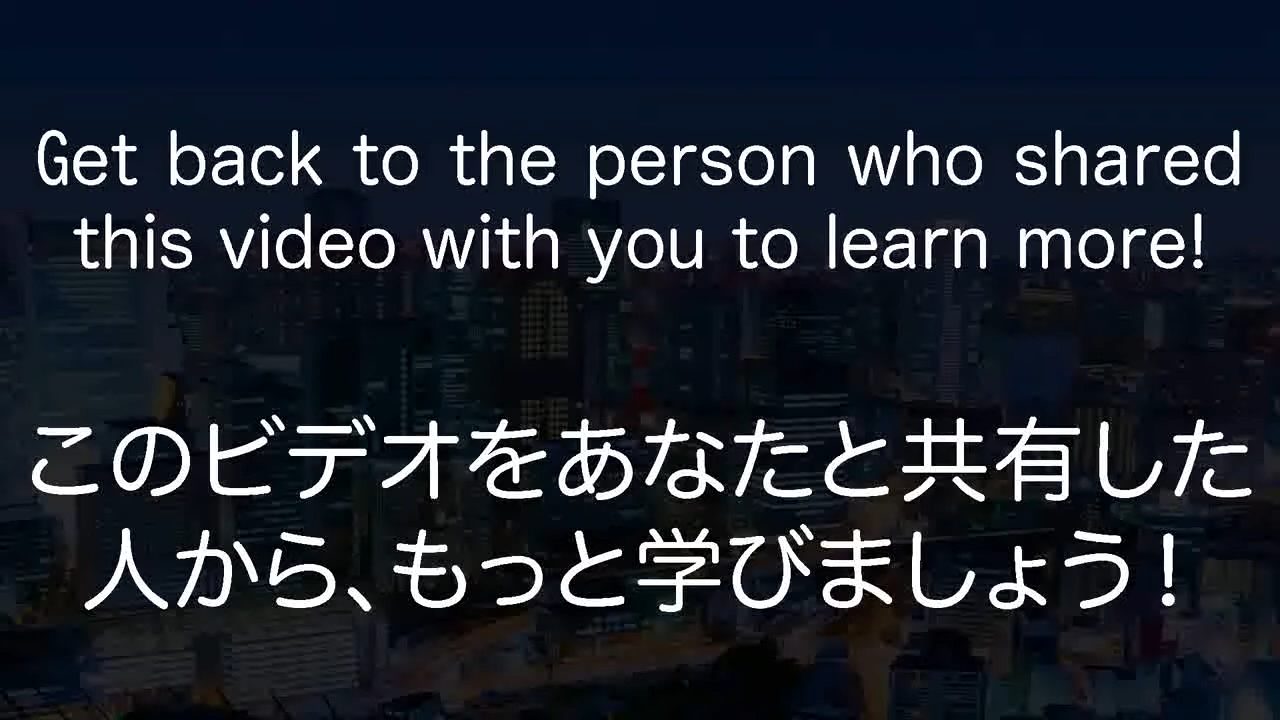 Get back to the person who shared
this video with you to learn more!
このビデオをあなたと共有した
人から、もっと学びましょう！